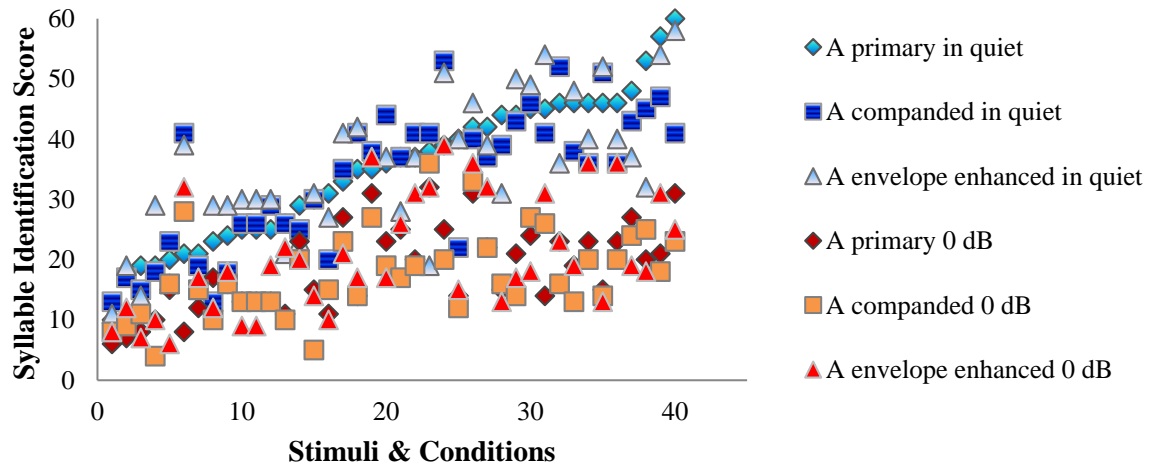 60
50
40
30
20
10
0
0 10 20 30 40
Syllable Identification Score
Stimuli & Conditions
A primary in quiet
A companded in quiet
A envelope enhanced in quiet
A primary 0 dB
A companded 0 dB
A envelope enhanced 0 dB